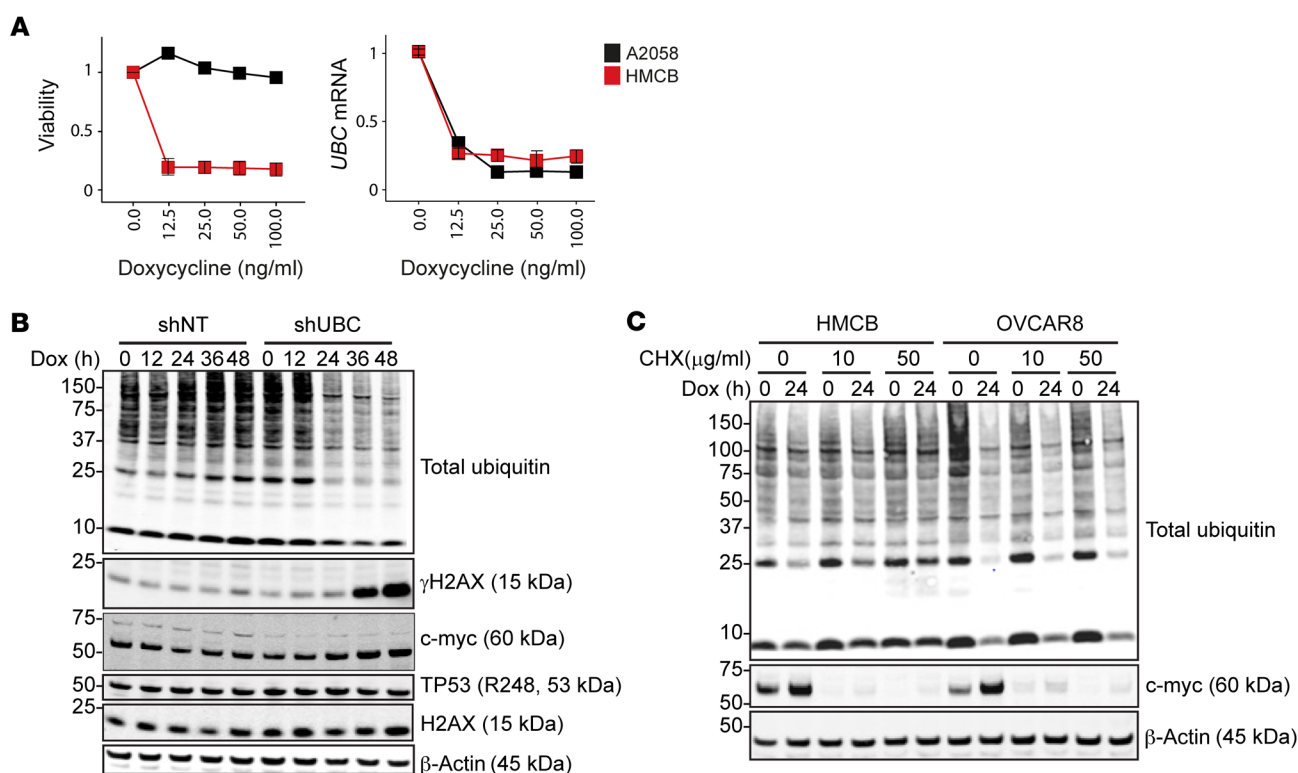 A
Viability
1
0.5
0
0.0
12.5
25.0
50.0
100.0
Doxycycline (ng/ml)
UBC mRNA
1
0.5
0
0.0
12.5
25.0
50.0
100.0
Doxycycline (ng/ml)
A2058
HMCB
B
shNT shUBC
Dox (h) 0 12 24 36 48 0 12 24 36 48
150
75
37
25
10
Total ubiquitin
25
γH2AX (15 kDa)
75
50
c-myc (60 kDa)
50
TP53 (R248, 53 kDa)
25
H2AX (15 kDa)
β-Actin (45 kDa)
C
HMCB OVCAR8
CHX(μg/ml) 0 10 50 0 10 50
Dox (h) 0 24 0 24 0 24 0 24 0 24 0 24
150
100
75
50
37
25
10
Total ubiquitin
75
50
c-myc (60 kDa)
50
β-Actin (45 kDa)